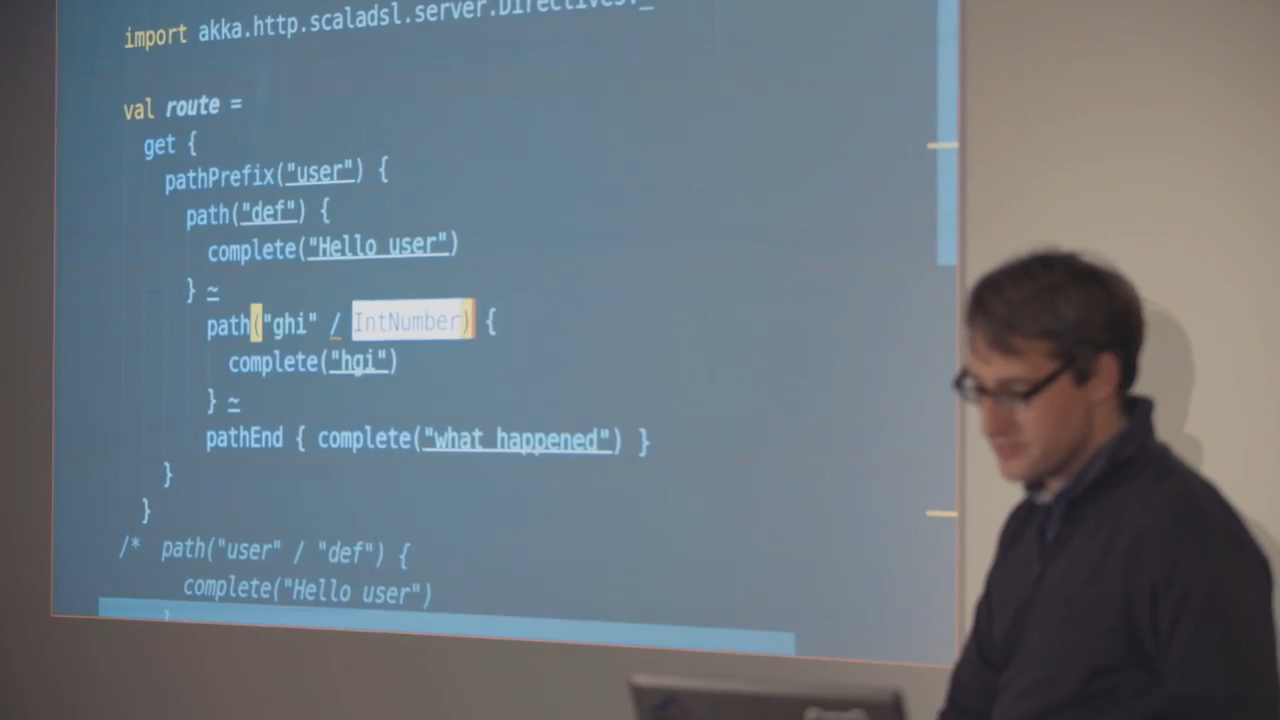 import akka.http.scaladsl.server.Directives._
val route =
get {
pathPrefix("user") {
path("def") {
complete("Hello user")
} ~
path("ghi" / IntNumber) {
complete("hgi")
} ~
pathEnd { complete("what happened") }
}
}
/* path("user" / "def") {
complete("Hello user")
}